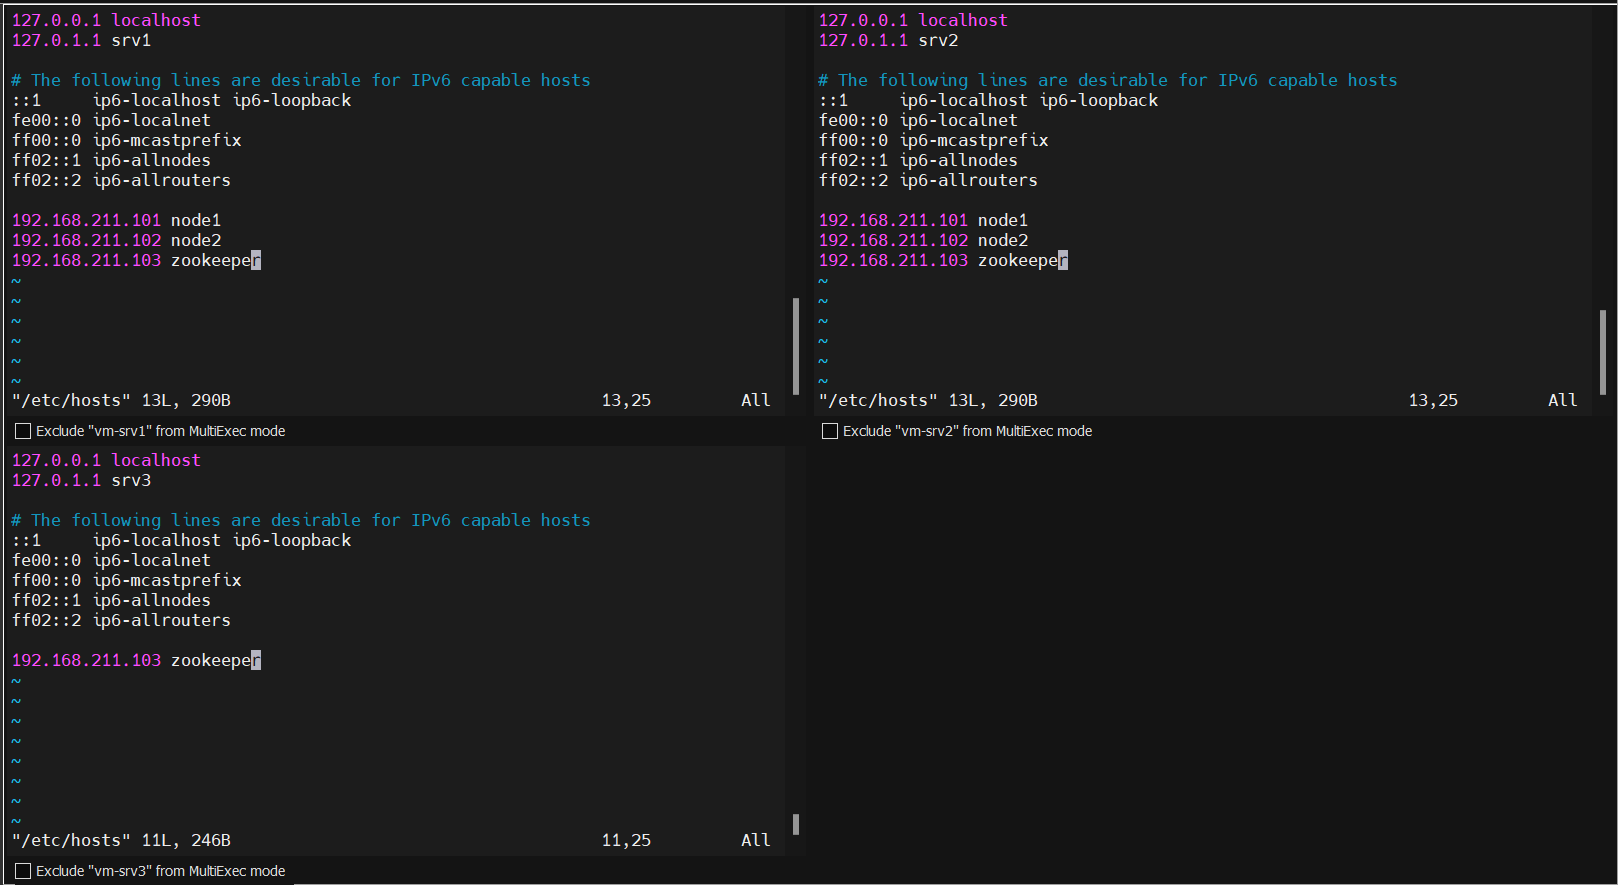 127.0.0.1 localhost
127.0.1.1 srv1
# The following lines are desirable for IPv6 capable hosts
::1     ip6-localhost ip6-loopback
fe00::0 ip6-localnet
ff00::0 ip6-mcastprefix
ff02::1 ip6-allnodes
ff02::2 ip6-allrouters
192.168.211.101 node1
192.168.211.102 node2
192.168.211.103 zookeeper
~
~
~
~
~
~
"/etc/hosts" 13L, 290B 13,25 All
Exclude "vm-srv1" from MultiExec mode
127.0.0.1 localhost
127.0.1.1 srv2
# The following lines are desirable for IPv6 capable hosts
::1     ip6-localhost ip6-loopback
fe00::0 ip6-localnet
ff00::0 ip6-mcastprefix
ff02::1 ip6-allnodes
ff02::2 ip6-allrouters
192.168.211.101 node1
192.168.211.102 node2
192.168.211.103 zookeeper
~
~
~
~
~
~
"/etc/hosts" 13L, 290B 13,25 All
Exclude "vm-srv2" from MultiExec mode
127.0.0.1 localhost
127.0.1.1 srv3
# The following lines are desirable for IPv6 capable hosts
::1     ip6-localhost ip6-loopback
fe00::0 ip6-localnet
ff00::0 ip6-mcastprefix
ff02::1 ip6-allnodes
ff02::2 ip6-allrouters
192.168.211.103 zookeeper
~
~
~
~
~
~
~
~
"/etc/hosts" 11L, 246B 11,25 All
Exclude "vm-srv3" from MultiExec mode